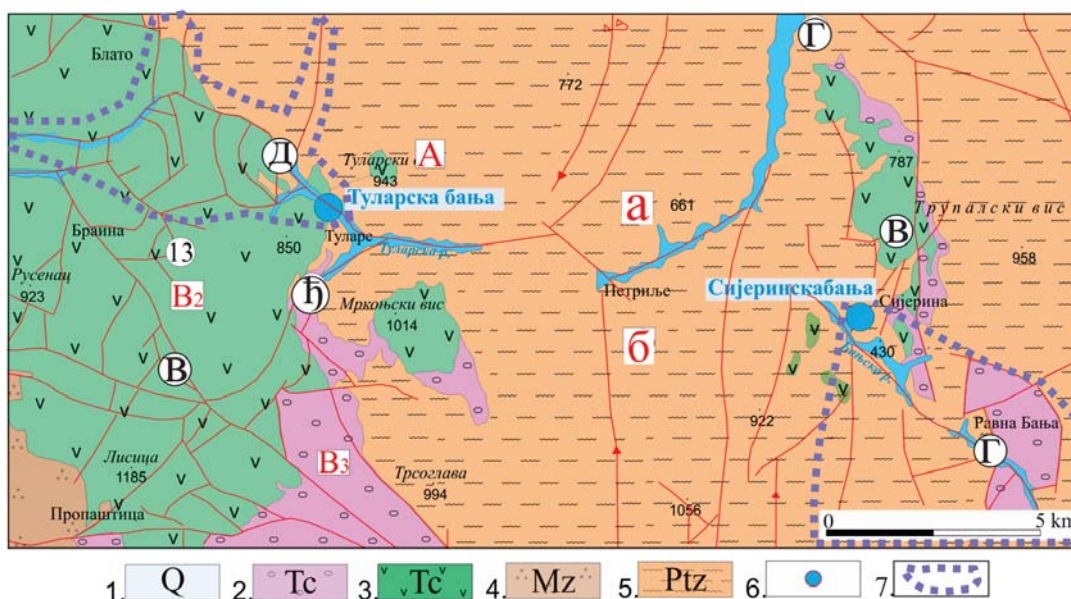 Г
Блато
772
Д
Туларски
А
943
787
Туларска бања
а
661
Трупалски вис
Браина
13
850
Туларе
Туларска р.
В
Русенац
923
В2
Ђ
Мркоњски вис
1014
Петриље
958
Сијеринскабања
Сијерина
б
430
В
922
Равна Бања
Лисица
1185
В3
Трсоглава
994
Г
Пропаштица
1056
0 5 km
1. Q 2. Tc 3. Tc 4. Mz 5. Ptz 6. 7.